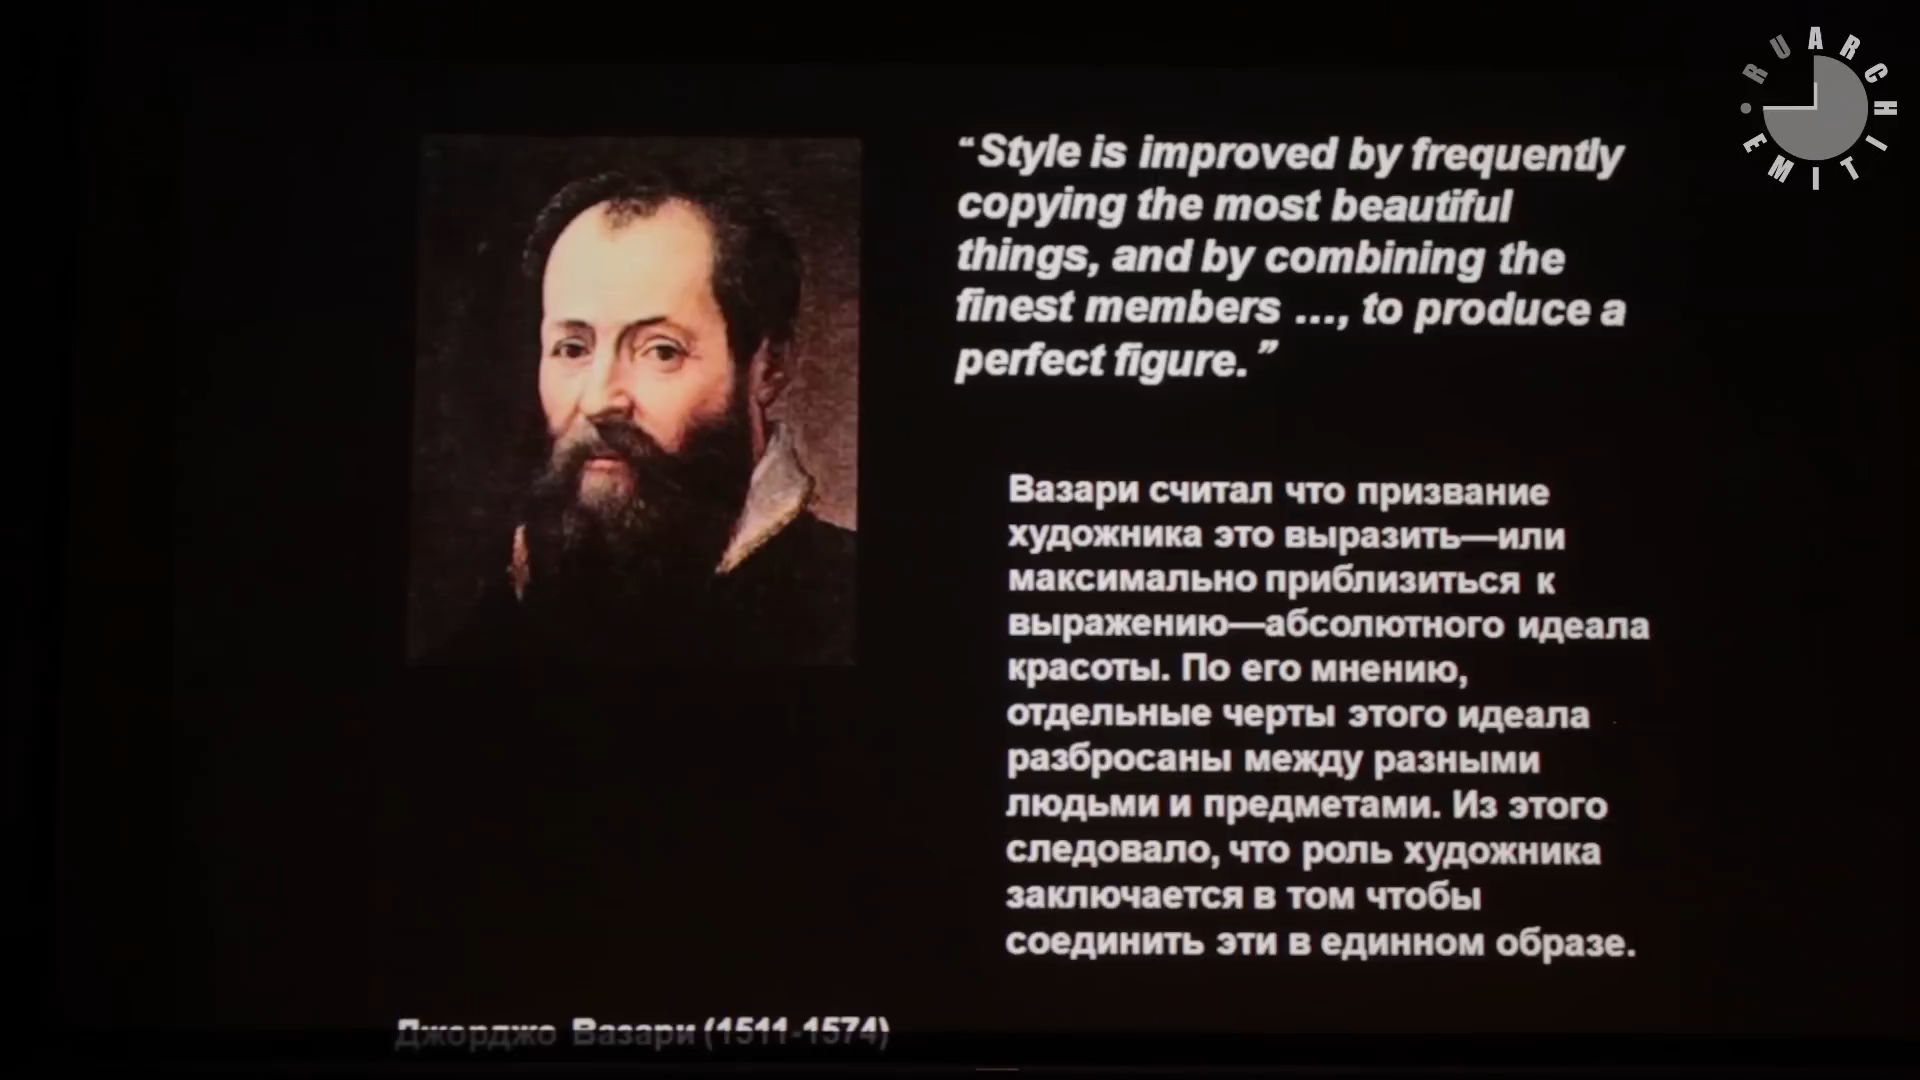 “Style is improved by frequently
copying the most beautiful
things, and by combining the
finest members ..., to produce a
perfect figure.”
Вазари считал что призвание
художника это выразить—или
максимально приблизиться к
выражению—абсолютного идеала
красоты. По его мнению,
отдельные черты этого идеала
разбросаны между разными
людьми и предметами. Из этого
следовало, что роль художника
заключается в том чтобы
соединить эти в единном образе.
Джорджо Вазари (1511-1574)
ARCHITIME.RU